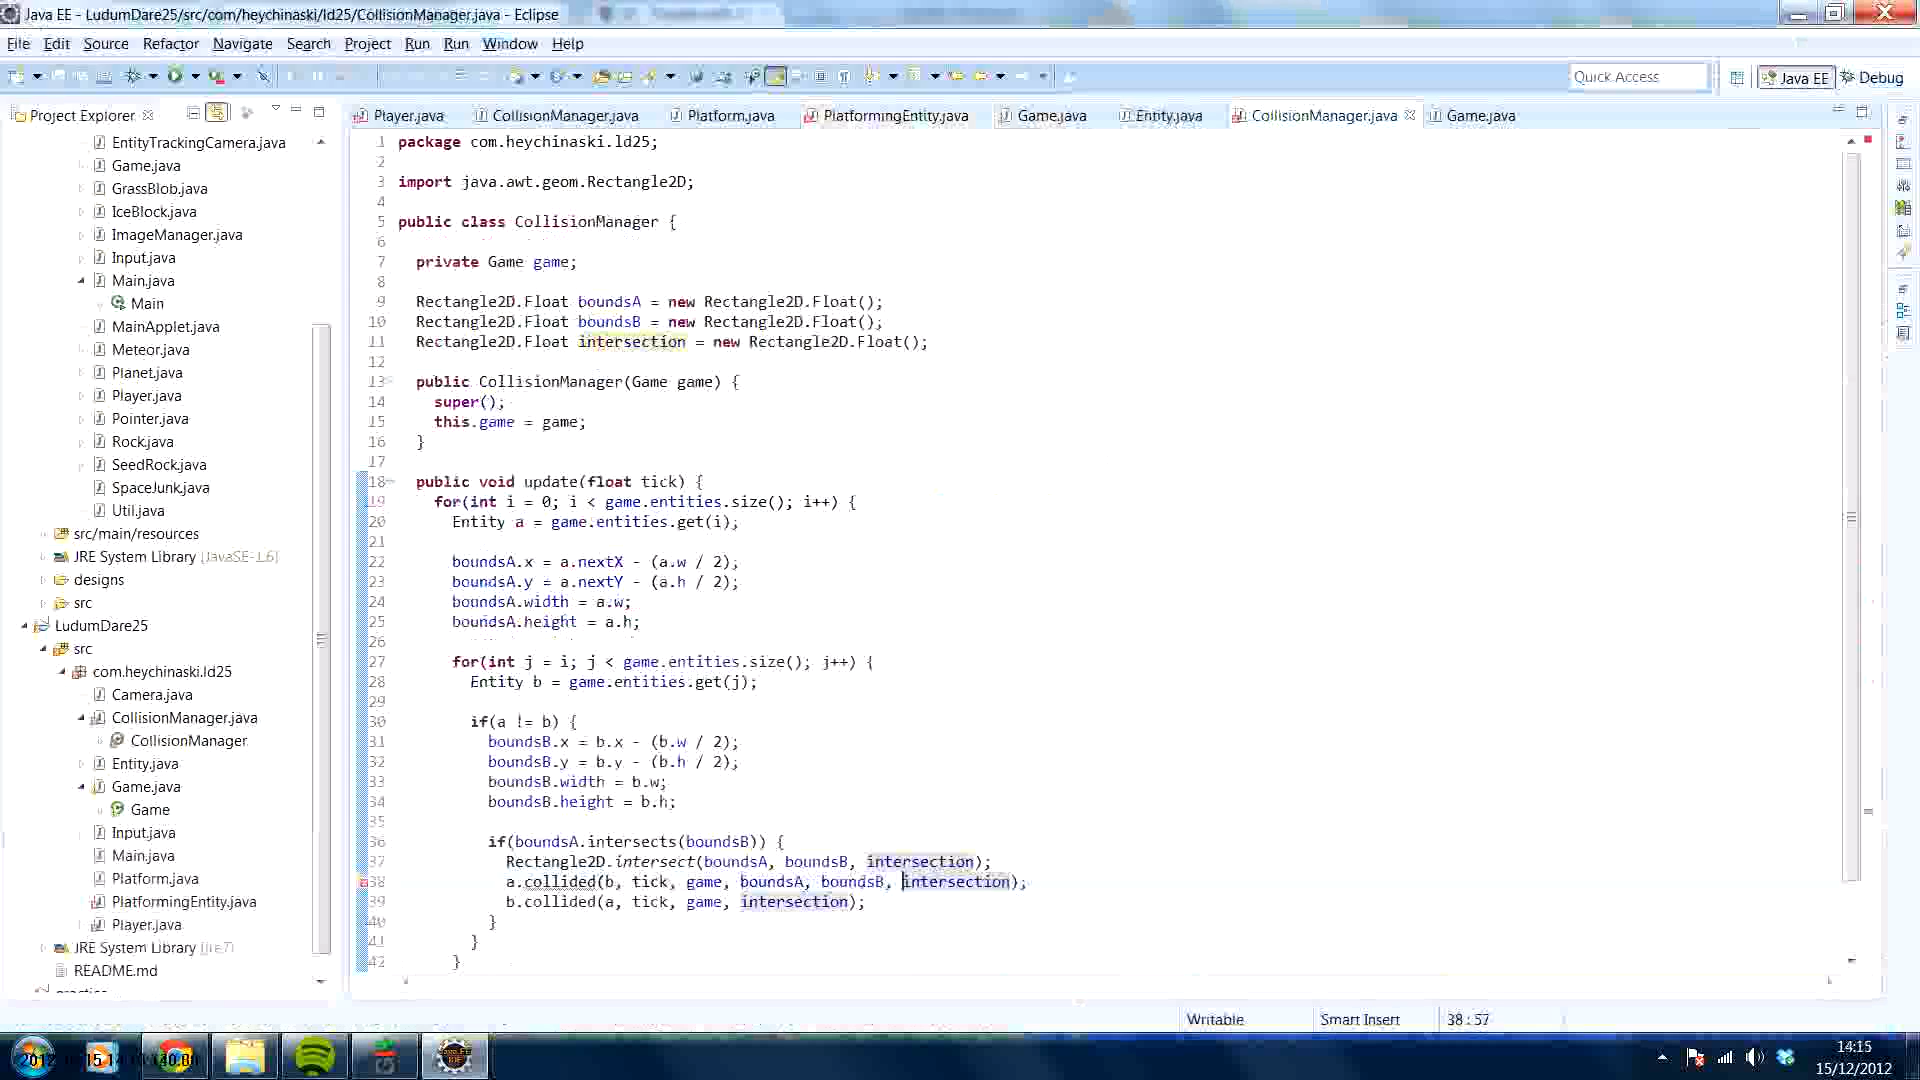 Java EE - LudumDare25/src/com/heychinaski/ld25/CollisionManager.java - Eclipse
File Edit Source Refactor Navigate Search Project Run Run Window Help
Quick Access Java EE Debug
Project Explorer
EntityTrackingCamera.java
Game.java
GrassBlob.java
IceBlock.java
ImageManager.java
Input.java
Main.java
Main
MainApplet.java
Meteor.java
Planet.java
Player.java
Pointer.java
Rock.java
SeedRock.java
SpaceJunk.java
Util.java
src/main/resources
JRE System Library [JavaSE-1.6]
designs
src
LudumDare25
src
com.heychinaski.ld25
Camera.java
CollisionManager.java
CollisionManager
Entity.java
Game.java
Game
Input.java
Main.java
Platform.java
PlatformingEntity.java
Player.java
JRE System Library [jre7]
README.md
Player.java CollisionManager.java Platform.java PlatformingEntity.java Game.java Entity.java CollisionManager.java Game.java
1 package com.heychinaski.ld25;
2
3 import java.awt.geom.Rectangle2D;
4
5 public class CollisionManager {
6
7 private Game game;
8
9 Rectangle2D.Float boundsA = new Rectangle2D.Float();
10 Rectangle2D.Float boundsB = new Rectangle2D.Float();
11 Rectangle2D.Float intersection = new Rectangle2D.Float();
12
13 public CollisionManager(Game game) {
14 super();
15 this.game = game;
16 }
17
18 public void update(float tick) {
19 for(int i = 0; i < game.entities.size(); i++) {
20 Entity a = game.entities.get(i);
21
22 boundsA.x = a.nextX - (a.w / 2);
23 boundsA.y = a.nextY - (a.h / 2);
24 boundsA.width = a.w;
25 boundsA.height = a.h;
26
27 for(int j = i; j < game.entities.size(); j++) {
28 Entity b = game.entities.get(j);
29
30 if(a != b) {
31 boundsB.x = b.x - (b.w / 2);
32 boundsB.y = b.y - (b.h / 2);
33 boundsB.width = b.w;
34 boundsB.height = b.h;
35
36 if(boundsA.intersects(boundsB)) {
37 Rectangle2D.intersect(boundsA, boundsB, intersection);
38 a.collided(b, tick, game, boundsA, boundsB, intersection);
39 b.collided(a, tick, game, intersection);
40 }
41 }
42 }
Writable Smart Insert 38 : 57
14:15
15/12/2012